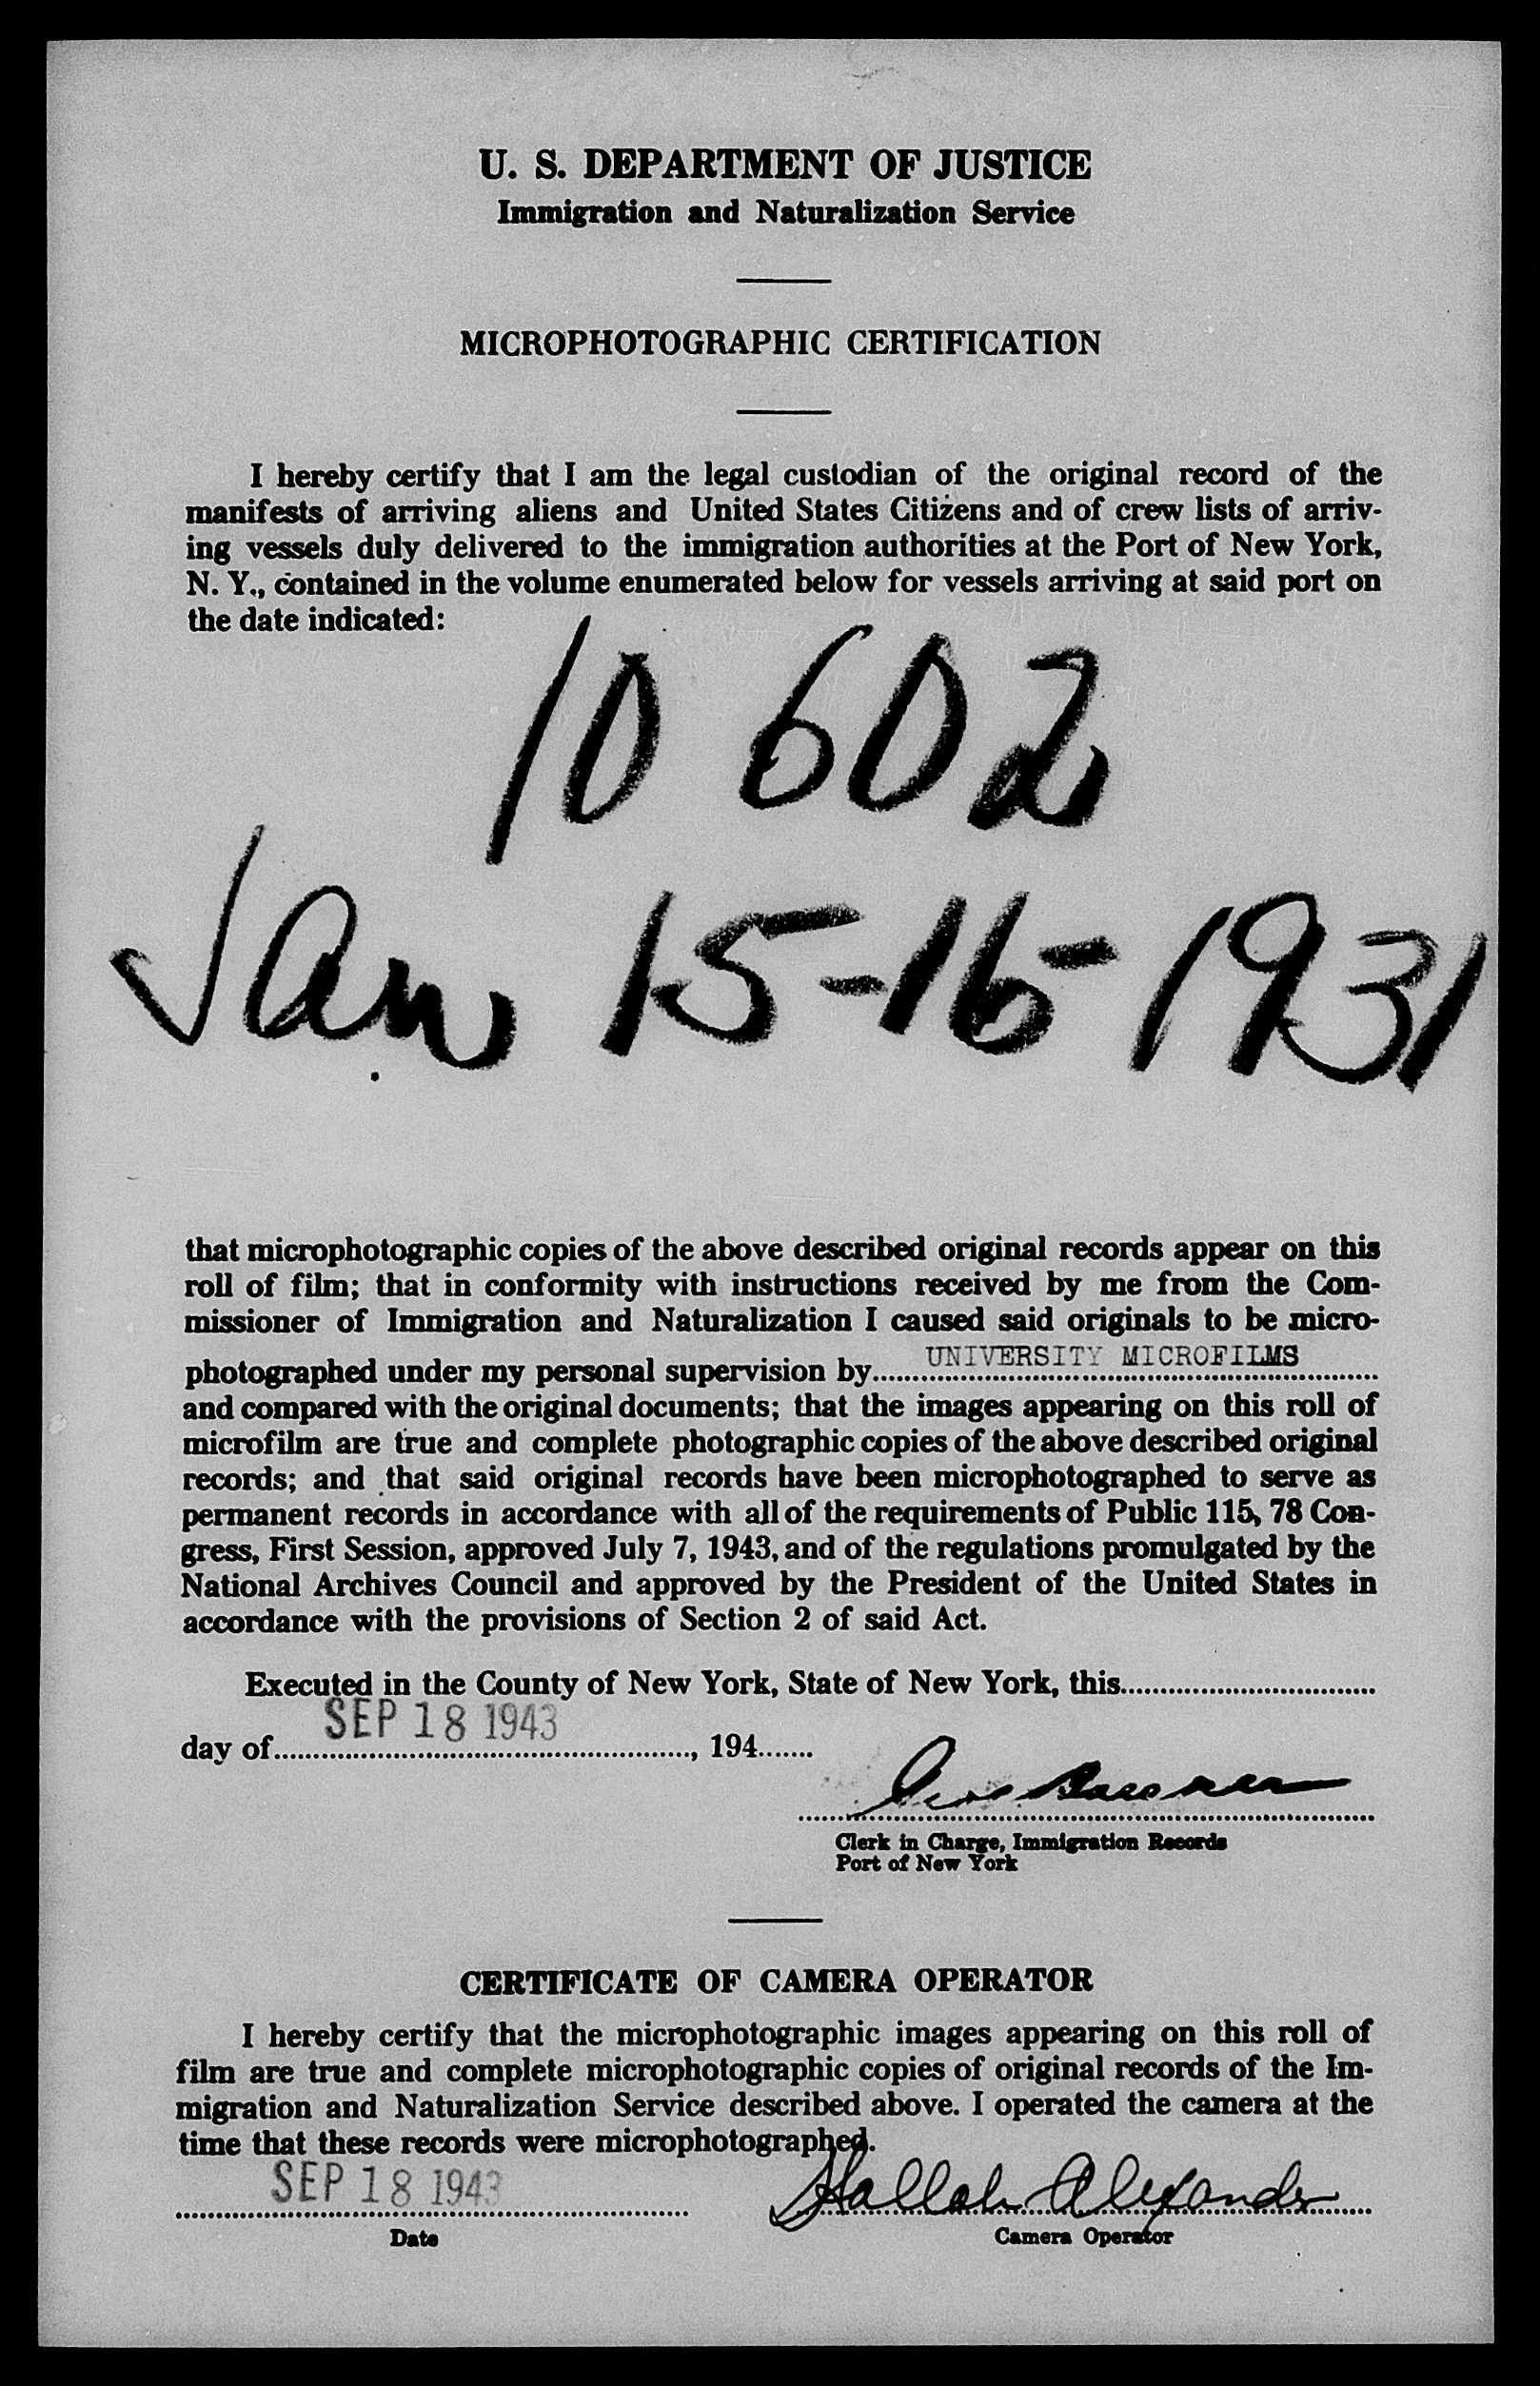 U. S. DEPARTMENT OF JUSTICE
Immigration and Naturalization Service
MICROPHOTOGRAPHIC CERTIFICATION
I hereby certify that I am the legal custodian of the original record of the
manifests of arriving aliens and United States Citizens and of crew lists of arriv-
ing vessels duly delivered to the immigration authorities at the Port of New York,
N. Y., contained in the volume enumerated below for vessels arriving at said port on
the date indicated:
10 602
Jan 15-16-1931
that microphotographic copies of the above described original records appear on this
roll of film; that in conformity with instructions received by me from the Com-
missioner of Immigration and Naturalization I caused said originals to be micro-
photographed under my personal supervision by UNIVERSITY MICROFILMS
and compared with the original documents; that the images appearing on this roll of
microfilm are true and complete photographic copies of the above described original
records; and that said original records have been microphotographed to serve as
permanent records in accordance with all of the requirements of Public 115, 78 Con-
gress, First Session, approved July 7, 1943, and of the regulations promulgated by the
National Archives Council and approved by the President of the United States in
accordance with the provisions of Section 2 of said Act.
Executed in the County of New York, State of New York, this
day of SEP 18 1943, 194
Clerk in Charge, Immigration Records
Port of New York
CERTIFICATE OF CAMERA OPERATOR
I hereby certify that the microphotographic images appearing on this roll of
film are true and complete microphotographic copies of original records of the Im-
migration and Naturalization Service described above. I operated the camera at the
time that these records were microphotographed.
SEP 18 1943 Alexander
Date Camera Operator